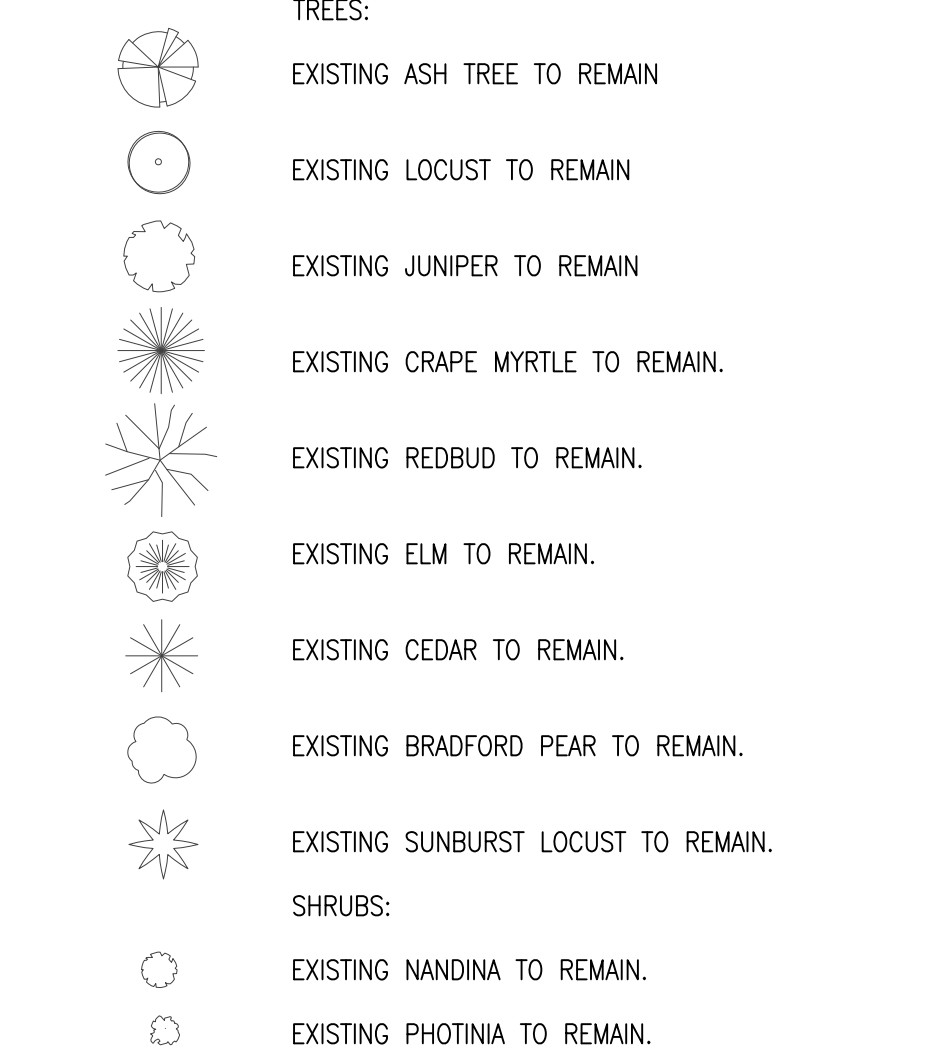 TREES:
EXISTING ASH TREE TO REMAIN
EXISTING LOCUST TO REMAIN
EXISTING JUNIPER TO REMAIN
EXISTING CRAPE MYRTLE TO REMAIN.
EXISTING REDBUD TO REMAIN.
EXISTING ELM TO REMAIN.
EXISTING CEDAR TO REMAIN.
EXISTING BRADFORD PEAR TO REMAIN.
EXISTING SUNBURST LOCUST TO REMAIN.
SHRUBS:
EXISTING NANDINA TO REMAIN.
EXISTING PHOTINIA TO REMAIN.